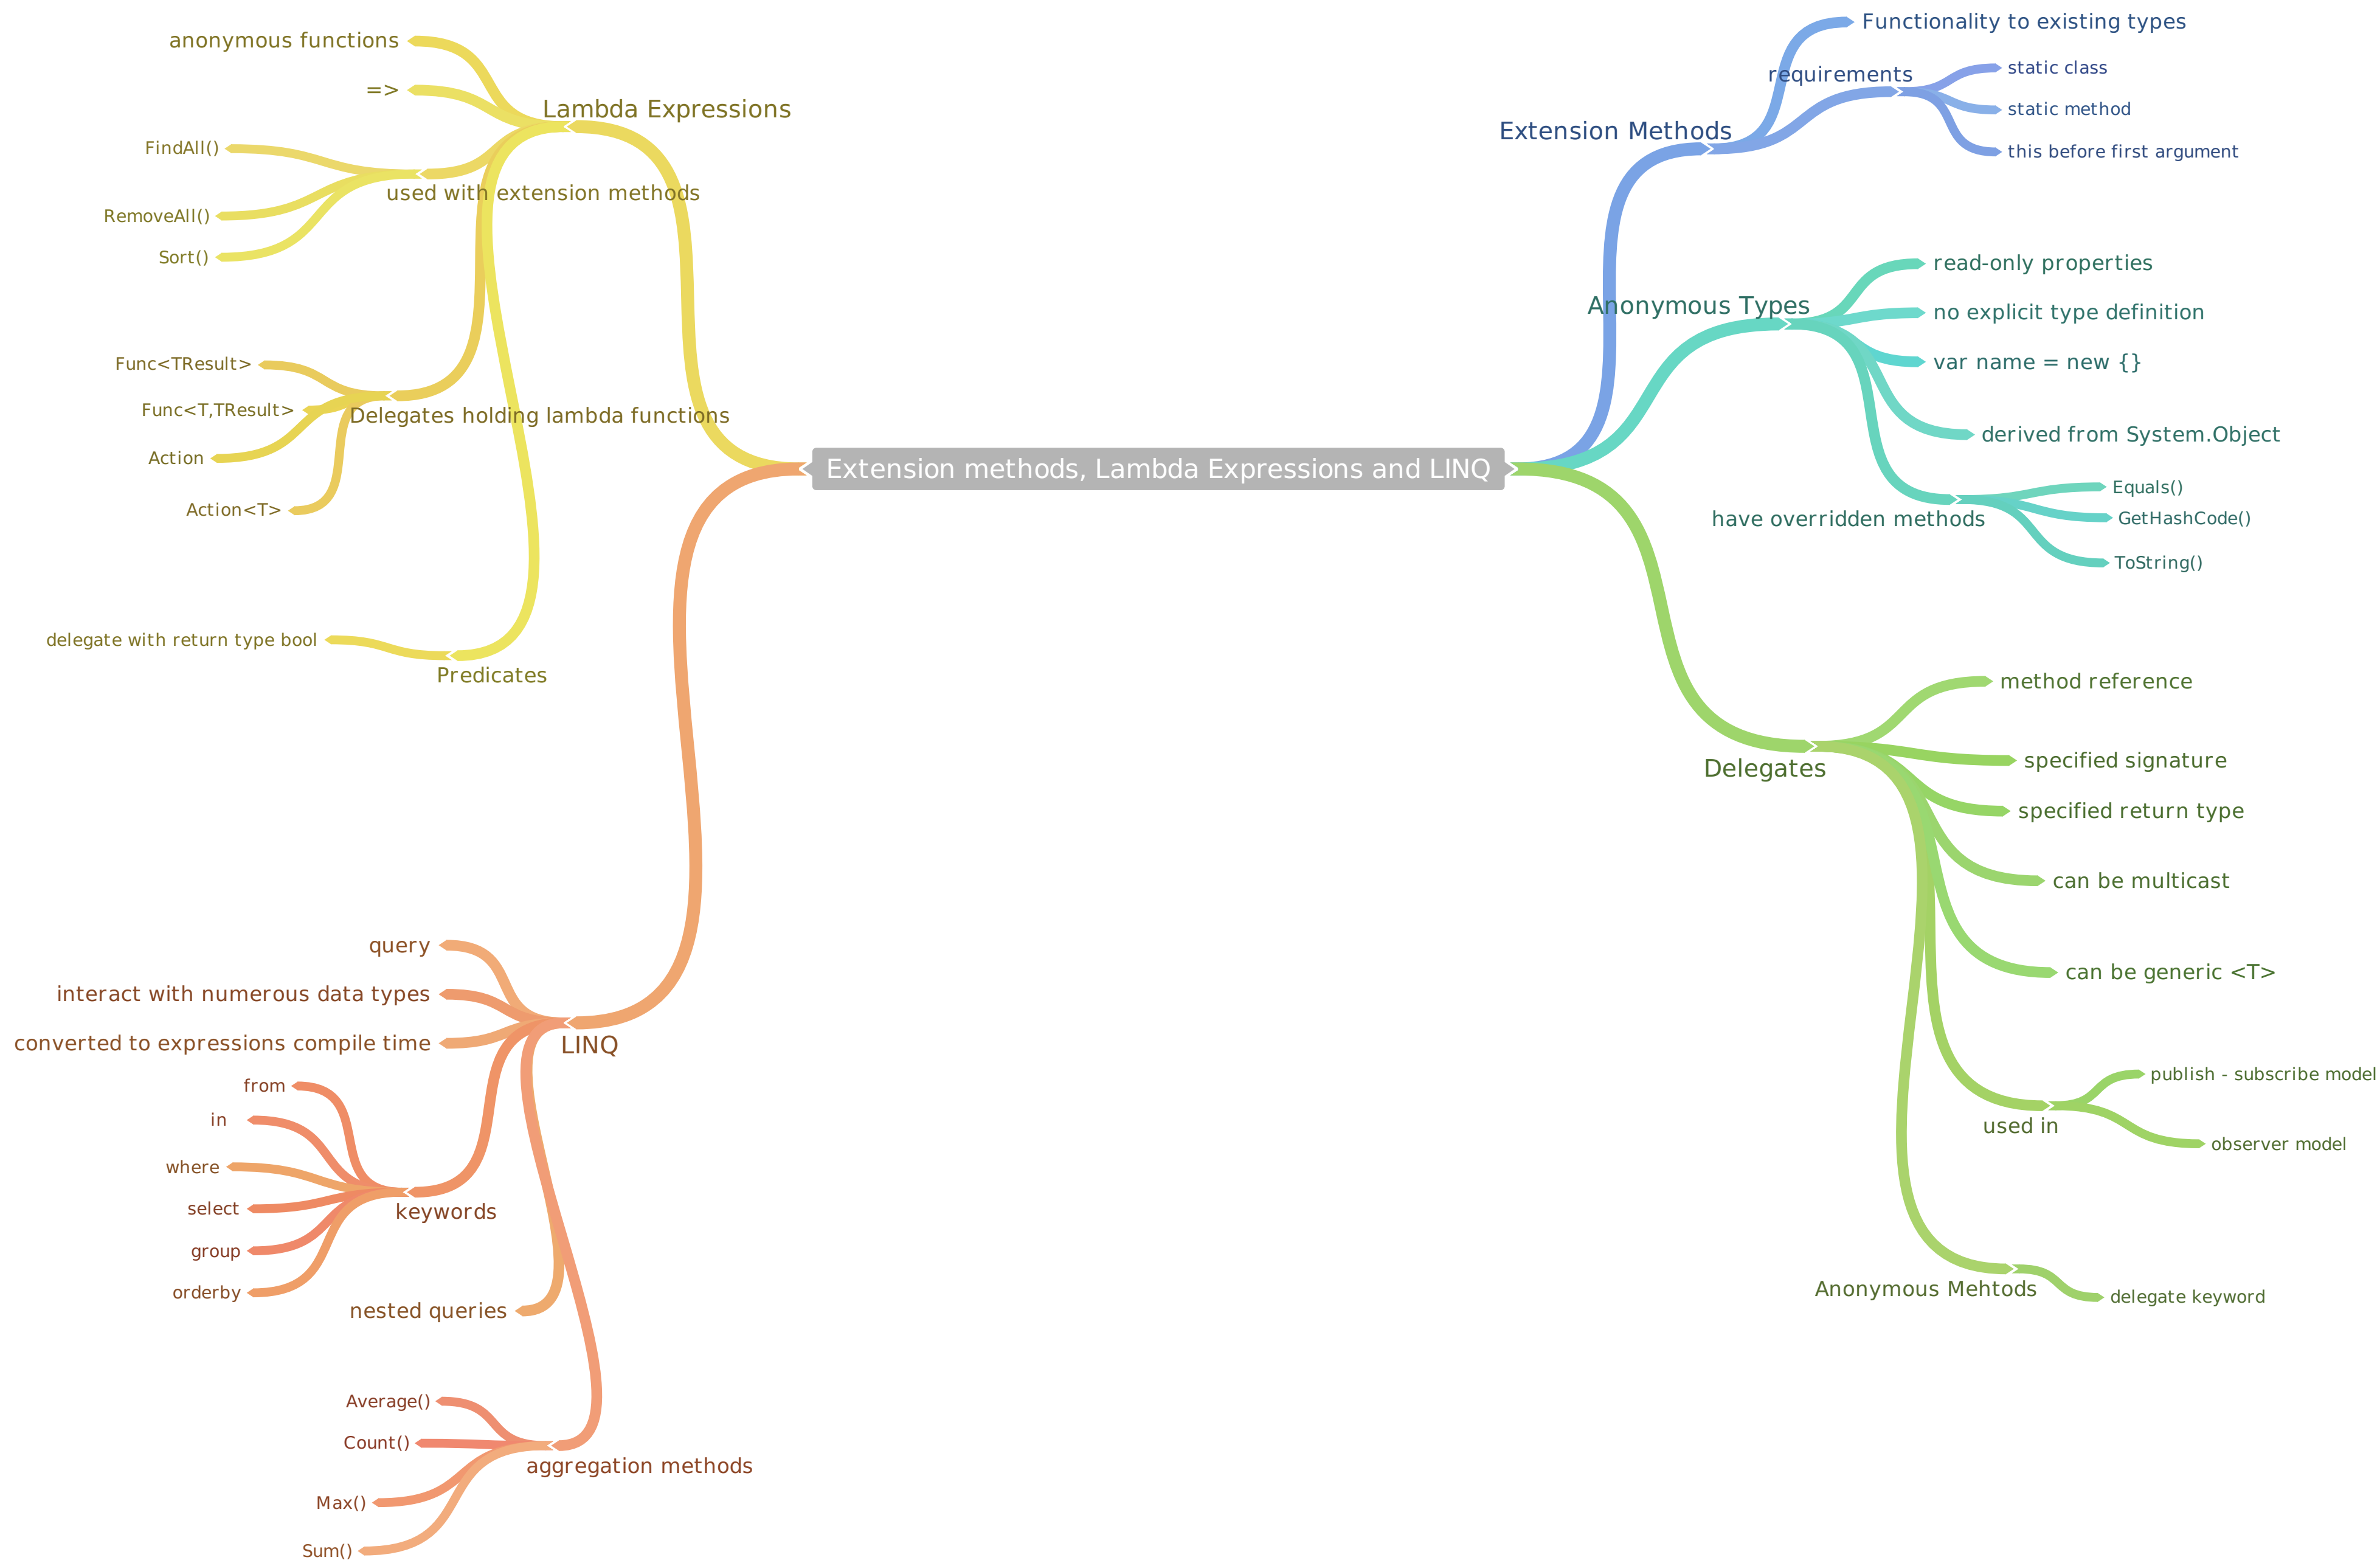 Extension methods, Lambda Expressions and LINQ
Extension Methods
Functionality to existing types
requirements
static class
static method
this before first argument
Anonymous Types
read-only properties
no explicit type definition
var name = new {}
derived from System.Object
have overridden methods
Equals()
GetHashCode()
ToString()
Delegates
method reference
specified signature
specified return type
can be multicast
can be generic <T>
used in
publish - subscribe model
observer model
Anonymous Mehtods
delegate keyword
Lambda Expressions
anonymous functions
=>
used with extension methods
FindAll()
RemoveAll()
Sort()
Delegates holding lambda functions
Func<TResult>
Func<T,TResult>
Action
Action<T>
Predicates
delegate with return type bool
LINQ
query
interact with numerous data types
converted to expressions compile time
keywords
from
in
where
select
group
orderby
nested queries
aggregation methods
Average()
Count()
Max()
Sum()